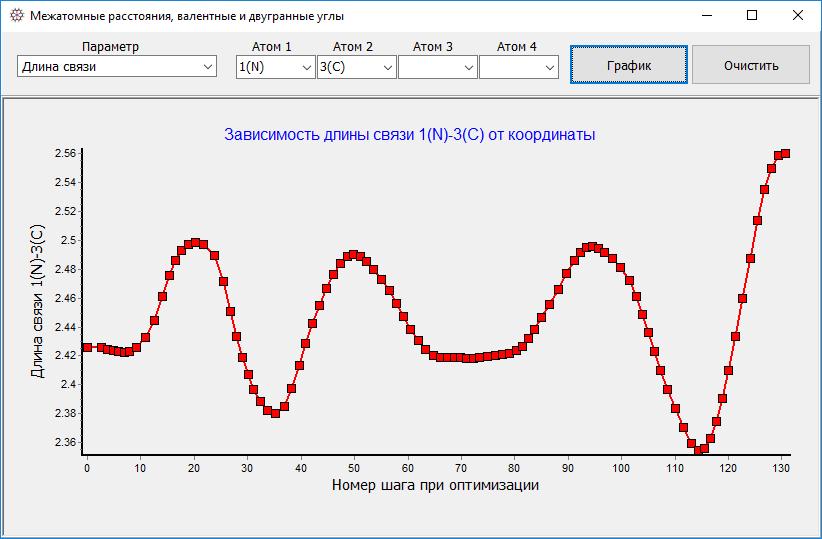 Межатомные расстояния, валентные и двугранные углы
Параметр Атом 1 Атом 2 Атом 3 Атом 4
Длина связи 1(N) 3(C) График Очистить
Зависимость длины связи 1(N)-3(C) от координаты
2.56
2.54
2.52
2.5
2.48
2.46
2.44
2.42
2.4
2.38
2.36
Длина связи 1(N)-3(C)
0 10 20 30 40 50 60 70 80 90 100 110 120 130
Номер шага при оптимизации